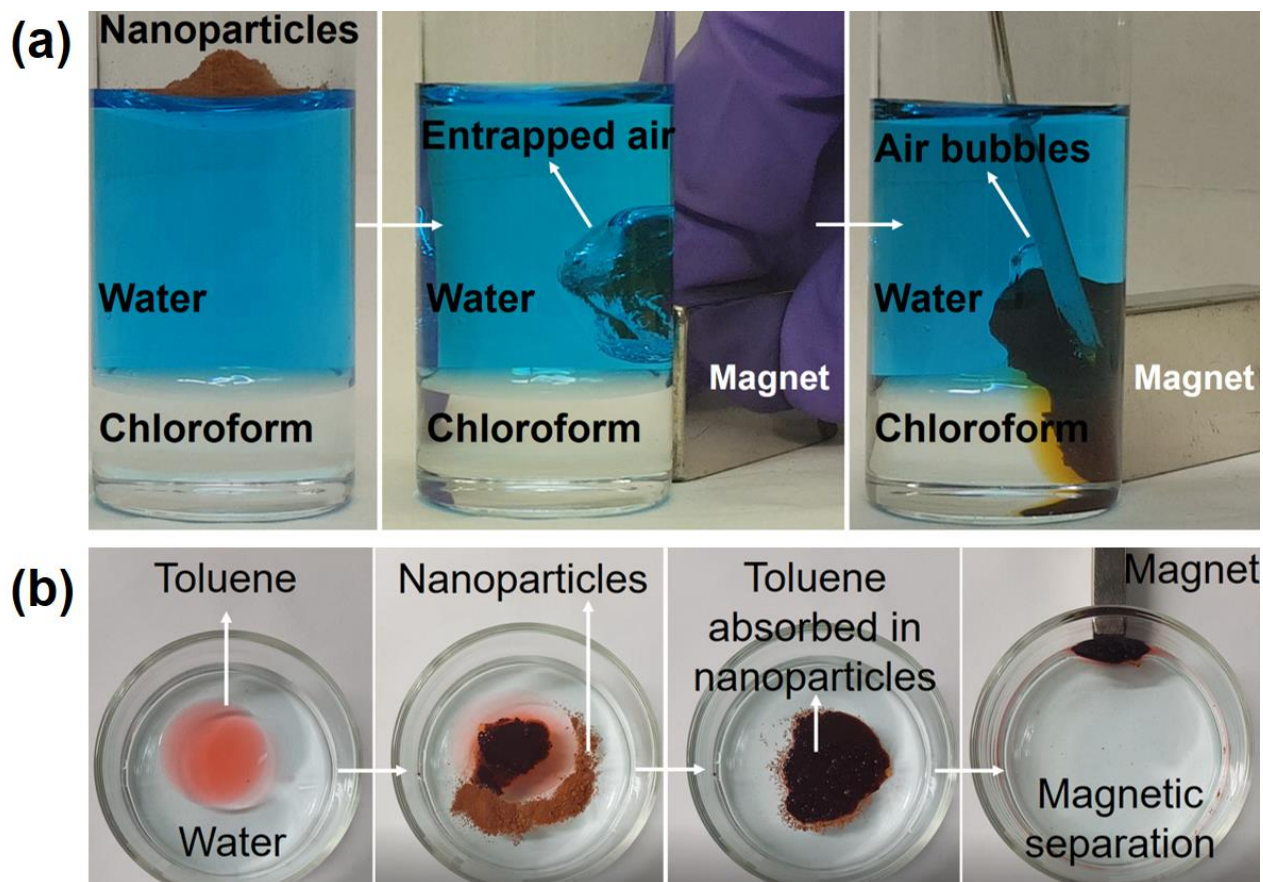 (a)
Nanoparticles
Water
Chloroform
Entrapped air
Water
Chloroform
Magnet
Air bubbles
Water
Chloroform
Magnet
(b)
Toluene
Water
Nanoparticles
Toluene
absorbed in
nanoparticles
Magnet
Magnetic
separation